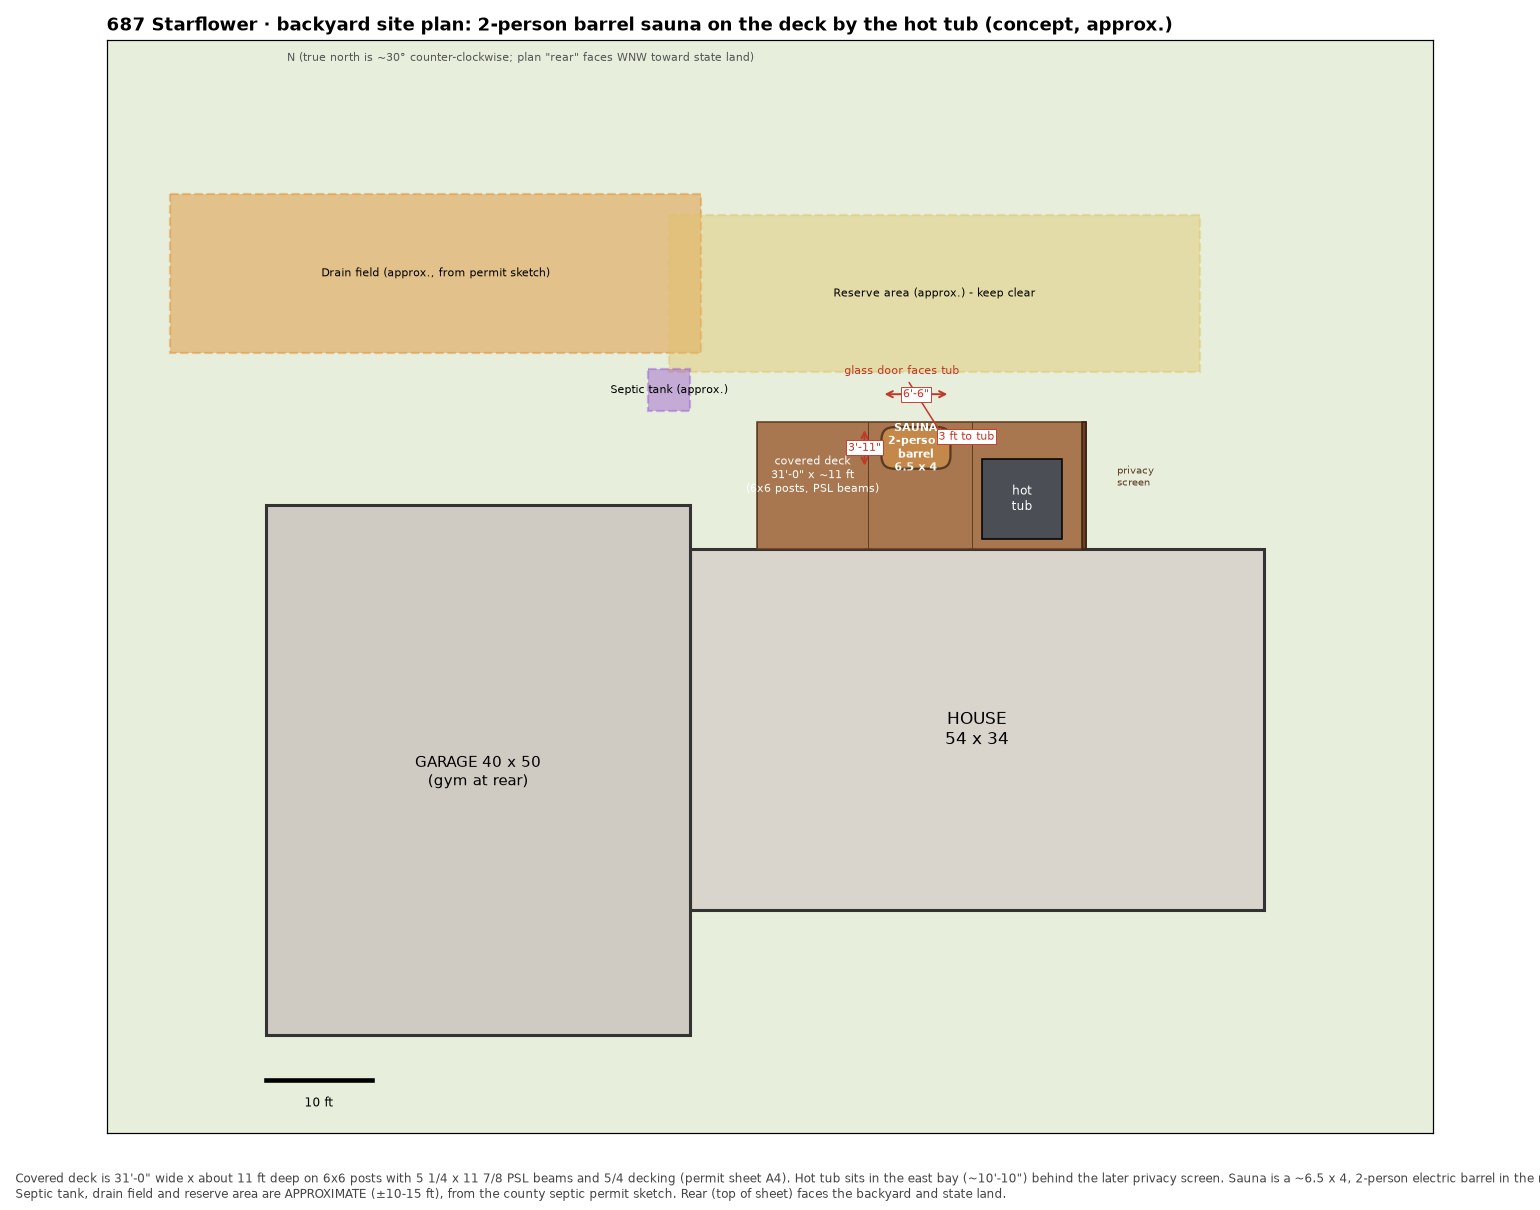 687 Starflower · backyard site plan: 2-person barrel sauna on the deck by the hot tub (concept, approx.)
N (true north is ~30° counter-clockwise; plan "rear" faces WNW toward state land)
Drain field (approx., from permit sketch)
Reserve area (approx.) - keep clear
glass door faces tub
Septic tank (approx.)
6'-6"
SAUNA
2-perso
barrel
6.5 x 4
3 ft to tub
3'-11"
covered deck
31'-0" x ~11 ft
(6x6 posts, PSL beams)
hot
tub
privacy
screen
HOUSE
54 x 34
GARAGE 40 x 50
(gym at rear)
10 ft
Covered deck is 31'-0" wide x about 11 ft deep on 6x6 posts with 5 1/4 x 11 7/8 PSL beams and 5/4 decking (permit sheet A4). Hot tub sits in the east bay (~10'-10") behind the later privacy screen. Sauna is a ~6.5 x 4, 2-person electric barrel in the
Septic tank, drain field and reserve area are APPROXIMATE (±10-15 ft), from the county septic permit sketch. Rear (top of sheet) faces the backyard and state land.